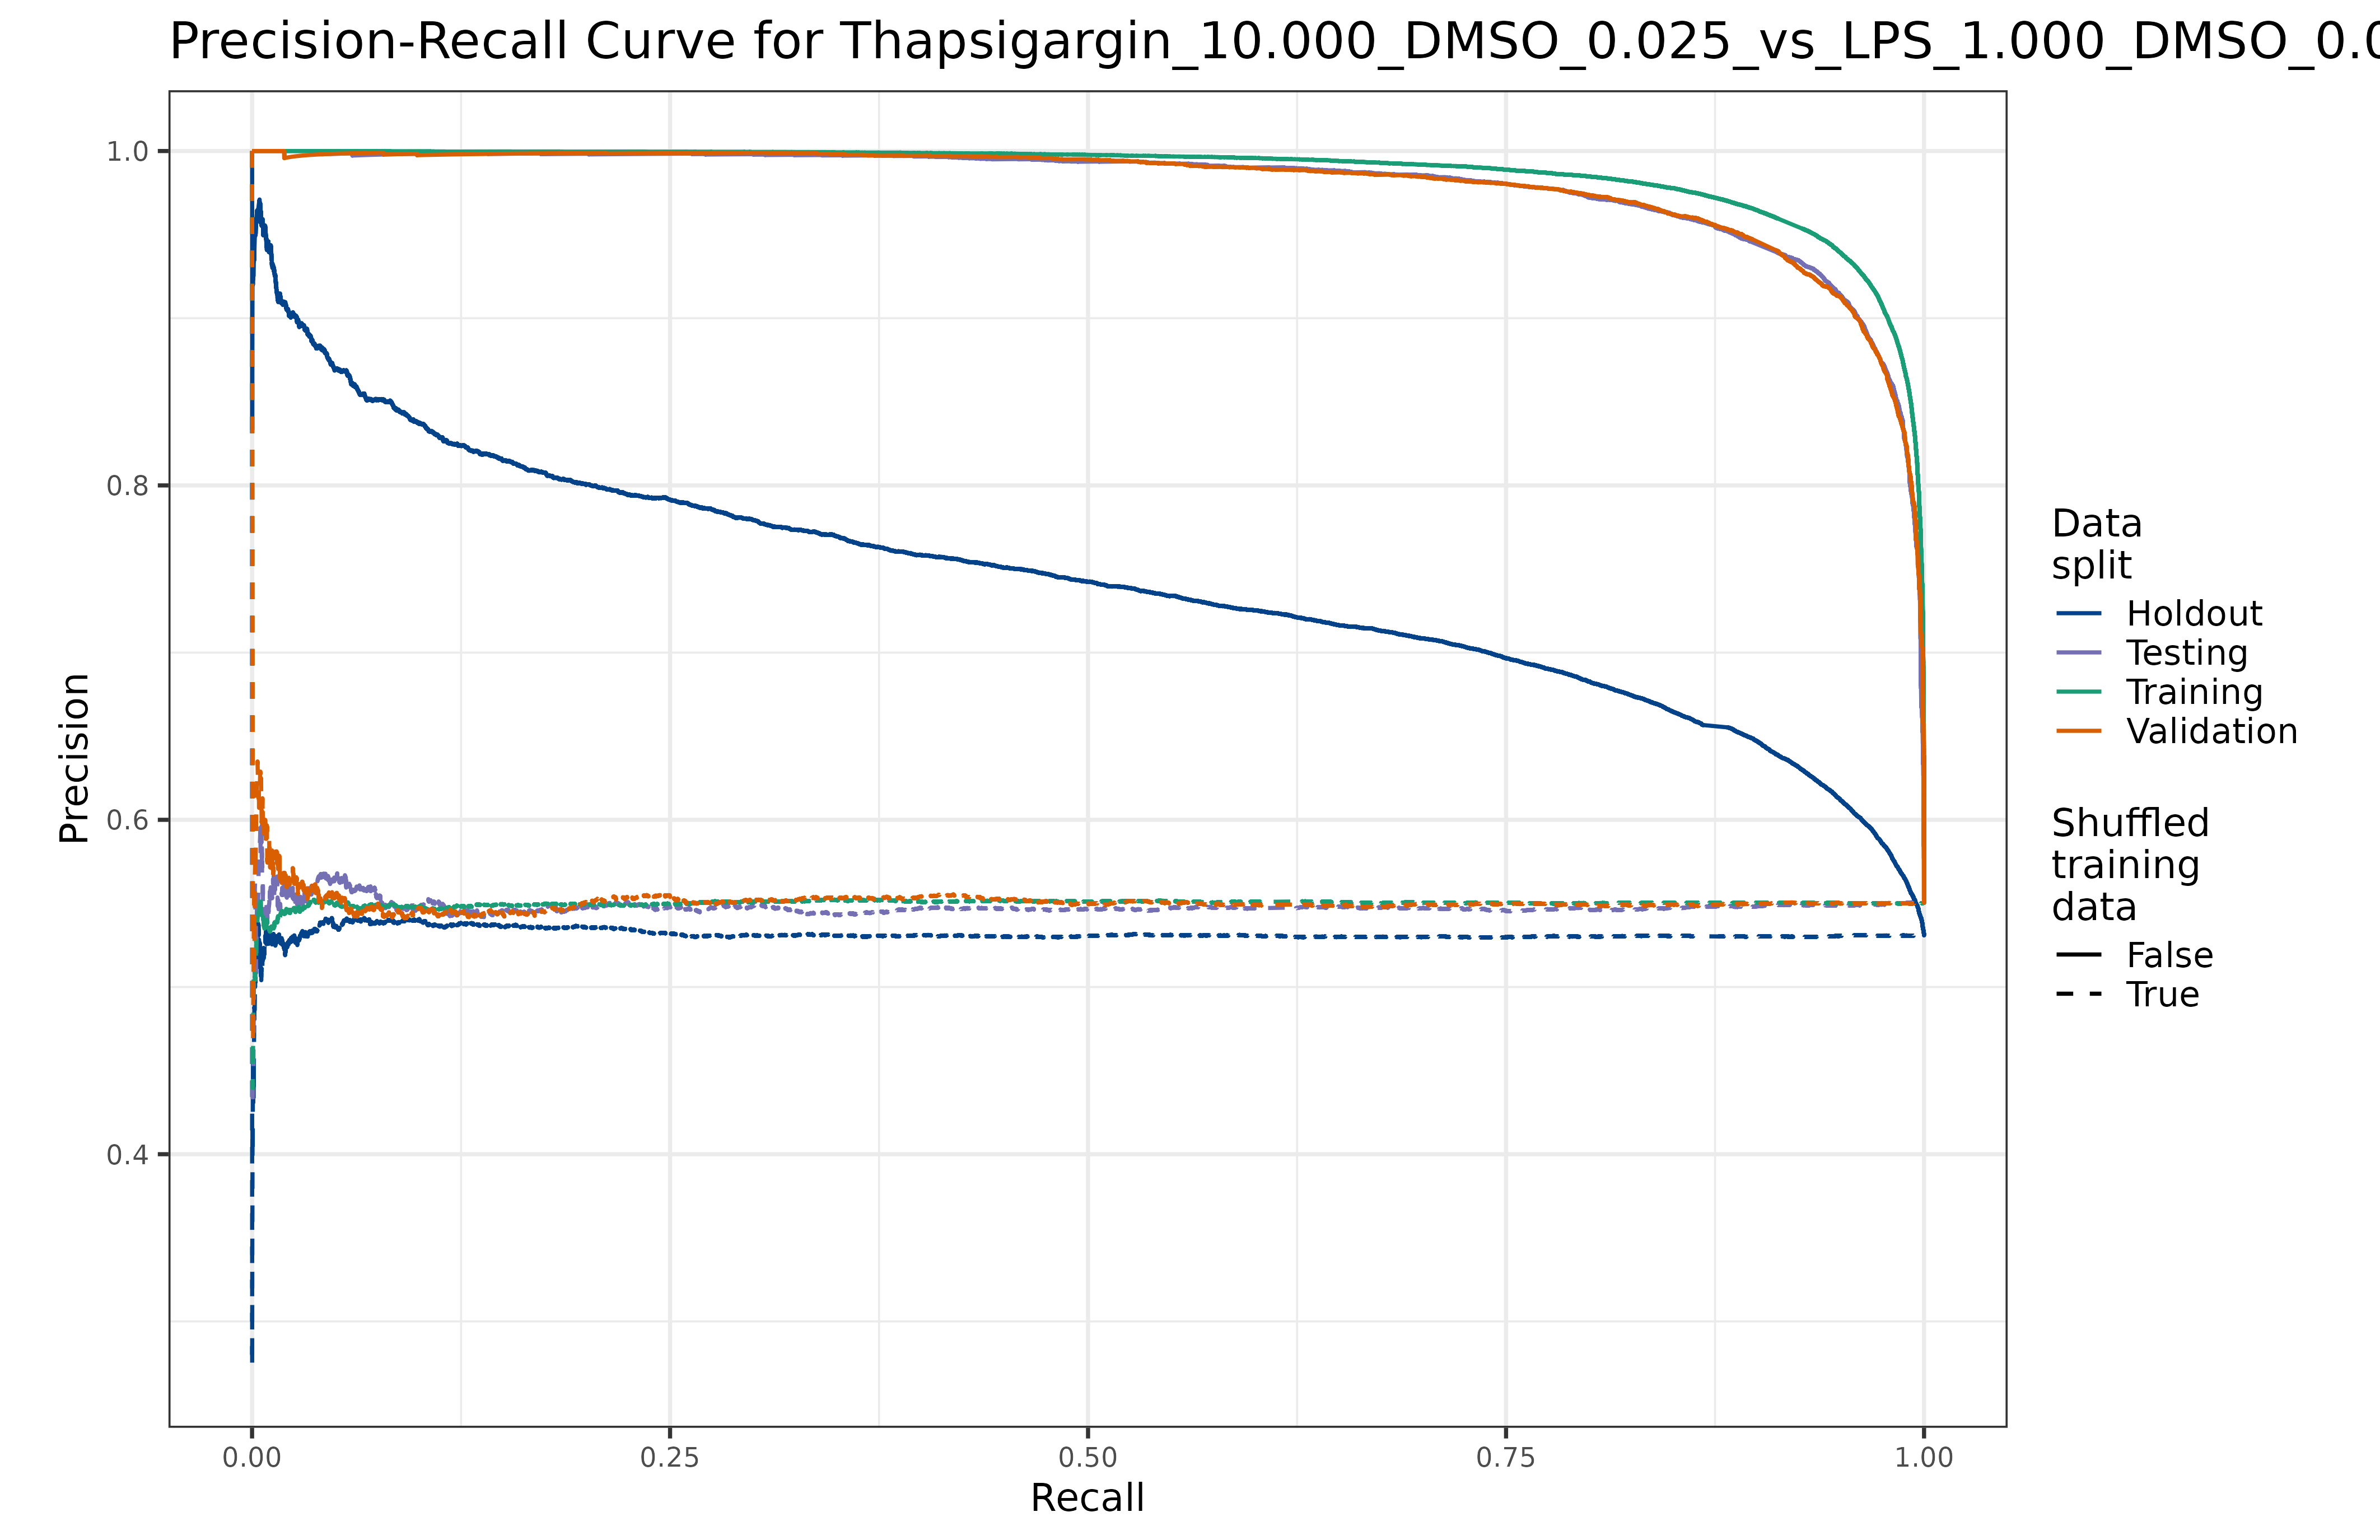 Precision-Recall Curve for Thapsigargin_10.000_DMSO_0.025_vs_LPS_1.000_DMSO_0.0
1.0
0.8
0.6
0.4
Precision
0.00 0.25 0.50 0.75 1.00
Recall
Data
split
Holdout
Testing
Training
Validation
Shuffled
training
data
False
True